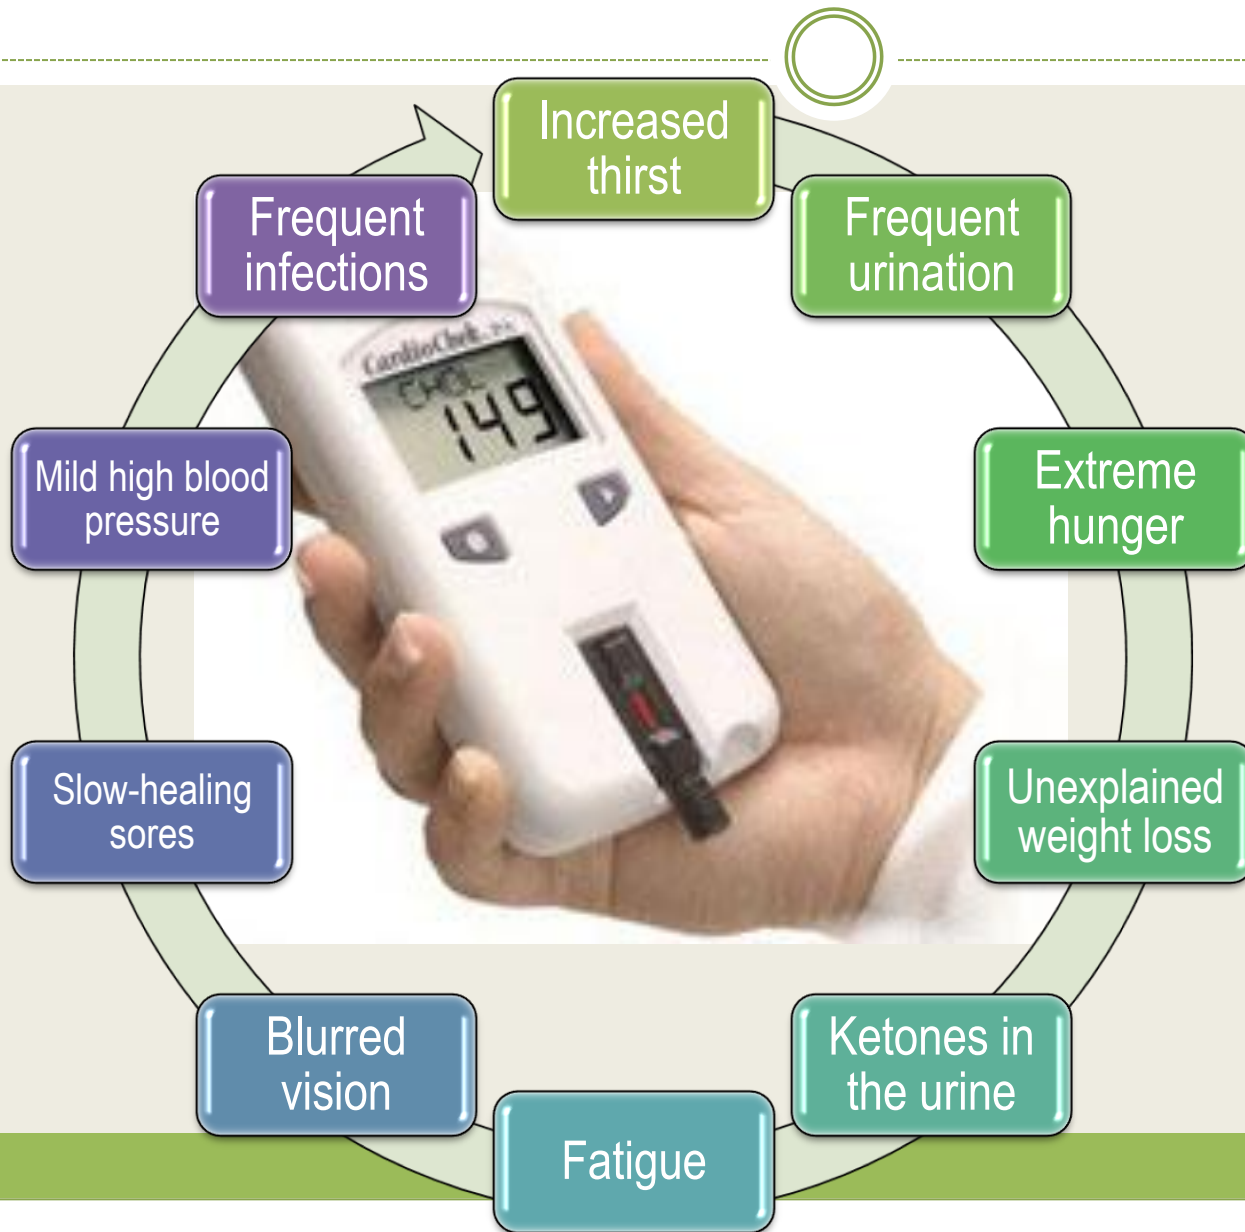 Increased
thirst
Frequent
urination
Extreme
hunger
Unexplained
weight loss
Ketones in
the urine
Fatigue
Blurred
vision
Slow-healing
sores
Mild high blood
pressure
Frequent
infections
CardioChek
CHOL
149